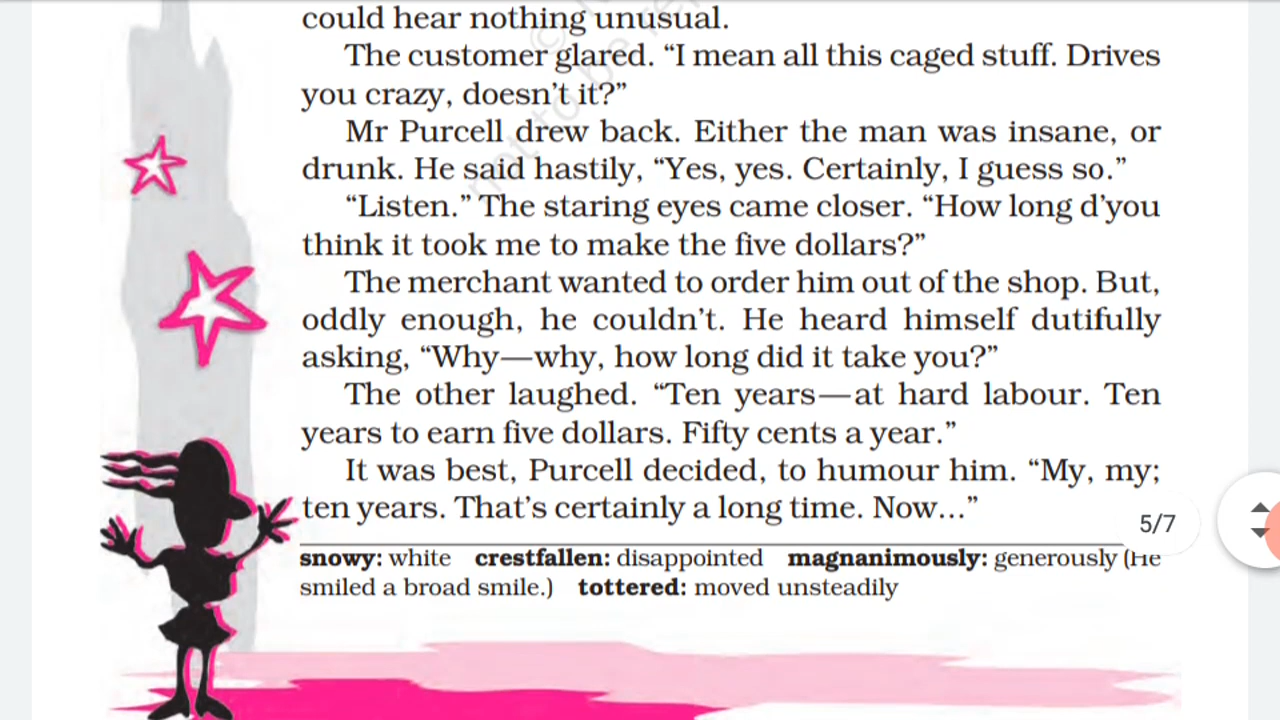 could hear nothing unusual.
The customer glared. “I mean all this caged stuff. Drives
you crazy, doesn’t it?”
Mr Purcell drew back. Either the man was insane, or
drunk. He said hastily, “Yes, yes. Certainly, I guess so.”
“Listen.” The staring eyes came closer. “How long d’you
think it took me to make the five dollars?”
The merchant wanted to order him out of the shop. But,
oddly enough, he couldn’t. He heard himself dutifully
asking, “Why—why, how long did it take you?”
The other laughed. “Ten years—at hard labour. Ten
years to earn five dollars. Fifty cents a year.”
It was best, Purcell decided, to humour him. “My, my;
ten years. That’s certainly a long time. Now...”
5/7
snowy: white crestfallen: disappointed magnanimously: generously (He
smiled a broad smile.) tottered: moved unsteadily